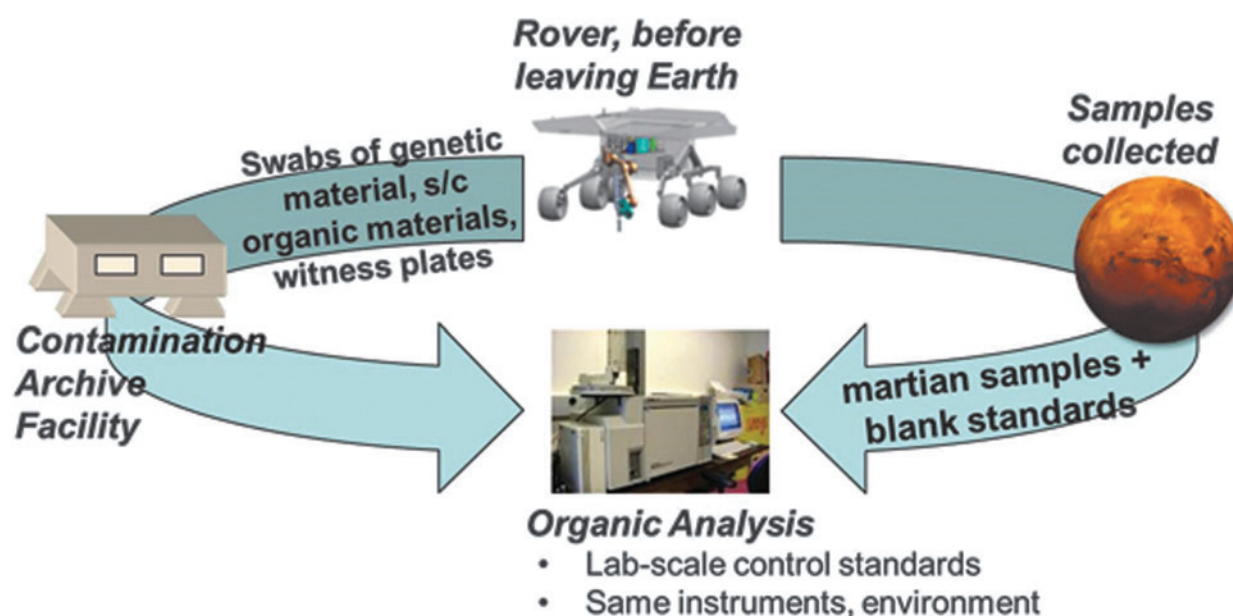 Rover, before
leaving Earth
Samples
collected
Swabs of genetic
material, s/c
organic materials,
witness plates
Contamination
Archive
Facility
martian samples +
blank standards
Organic Analysis
• Lab-scale control standards
• Same instruments, environment